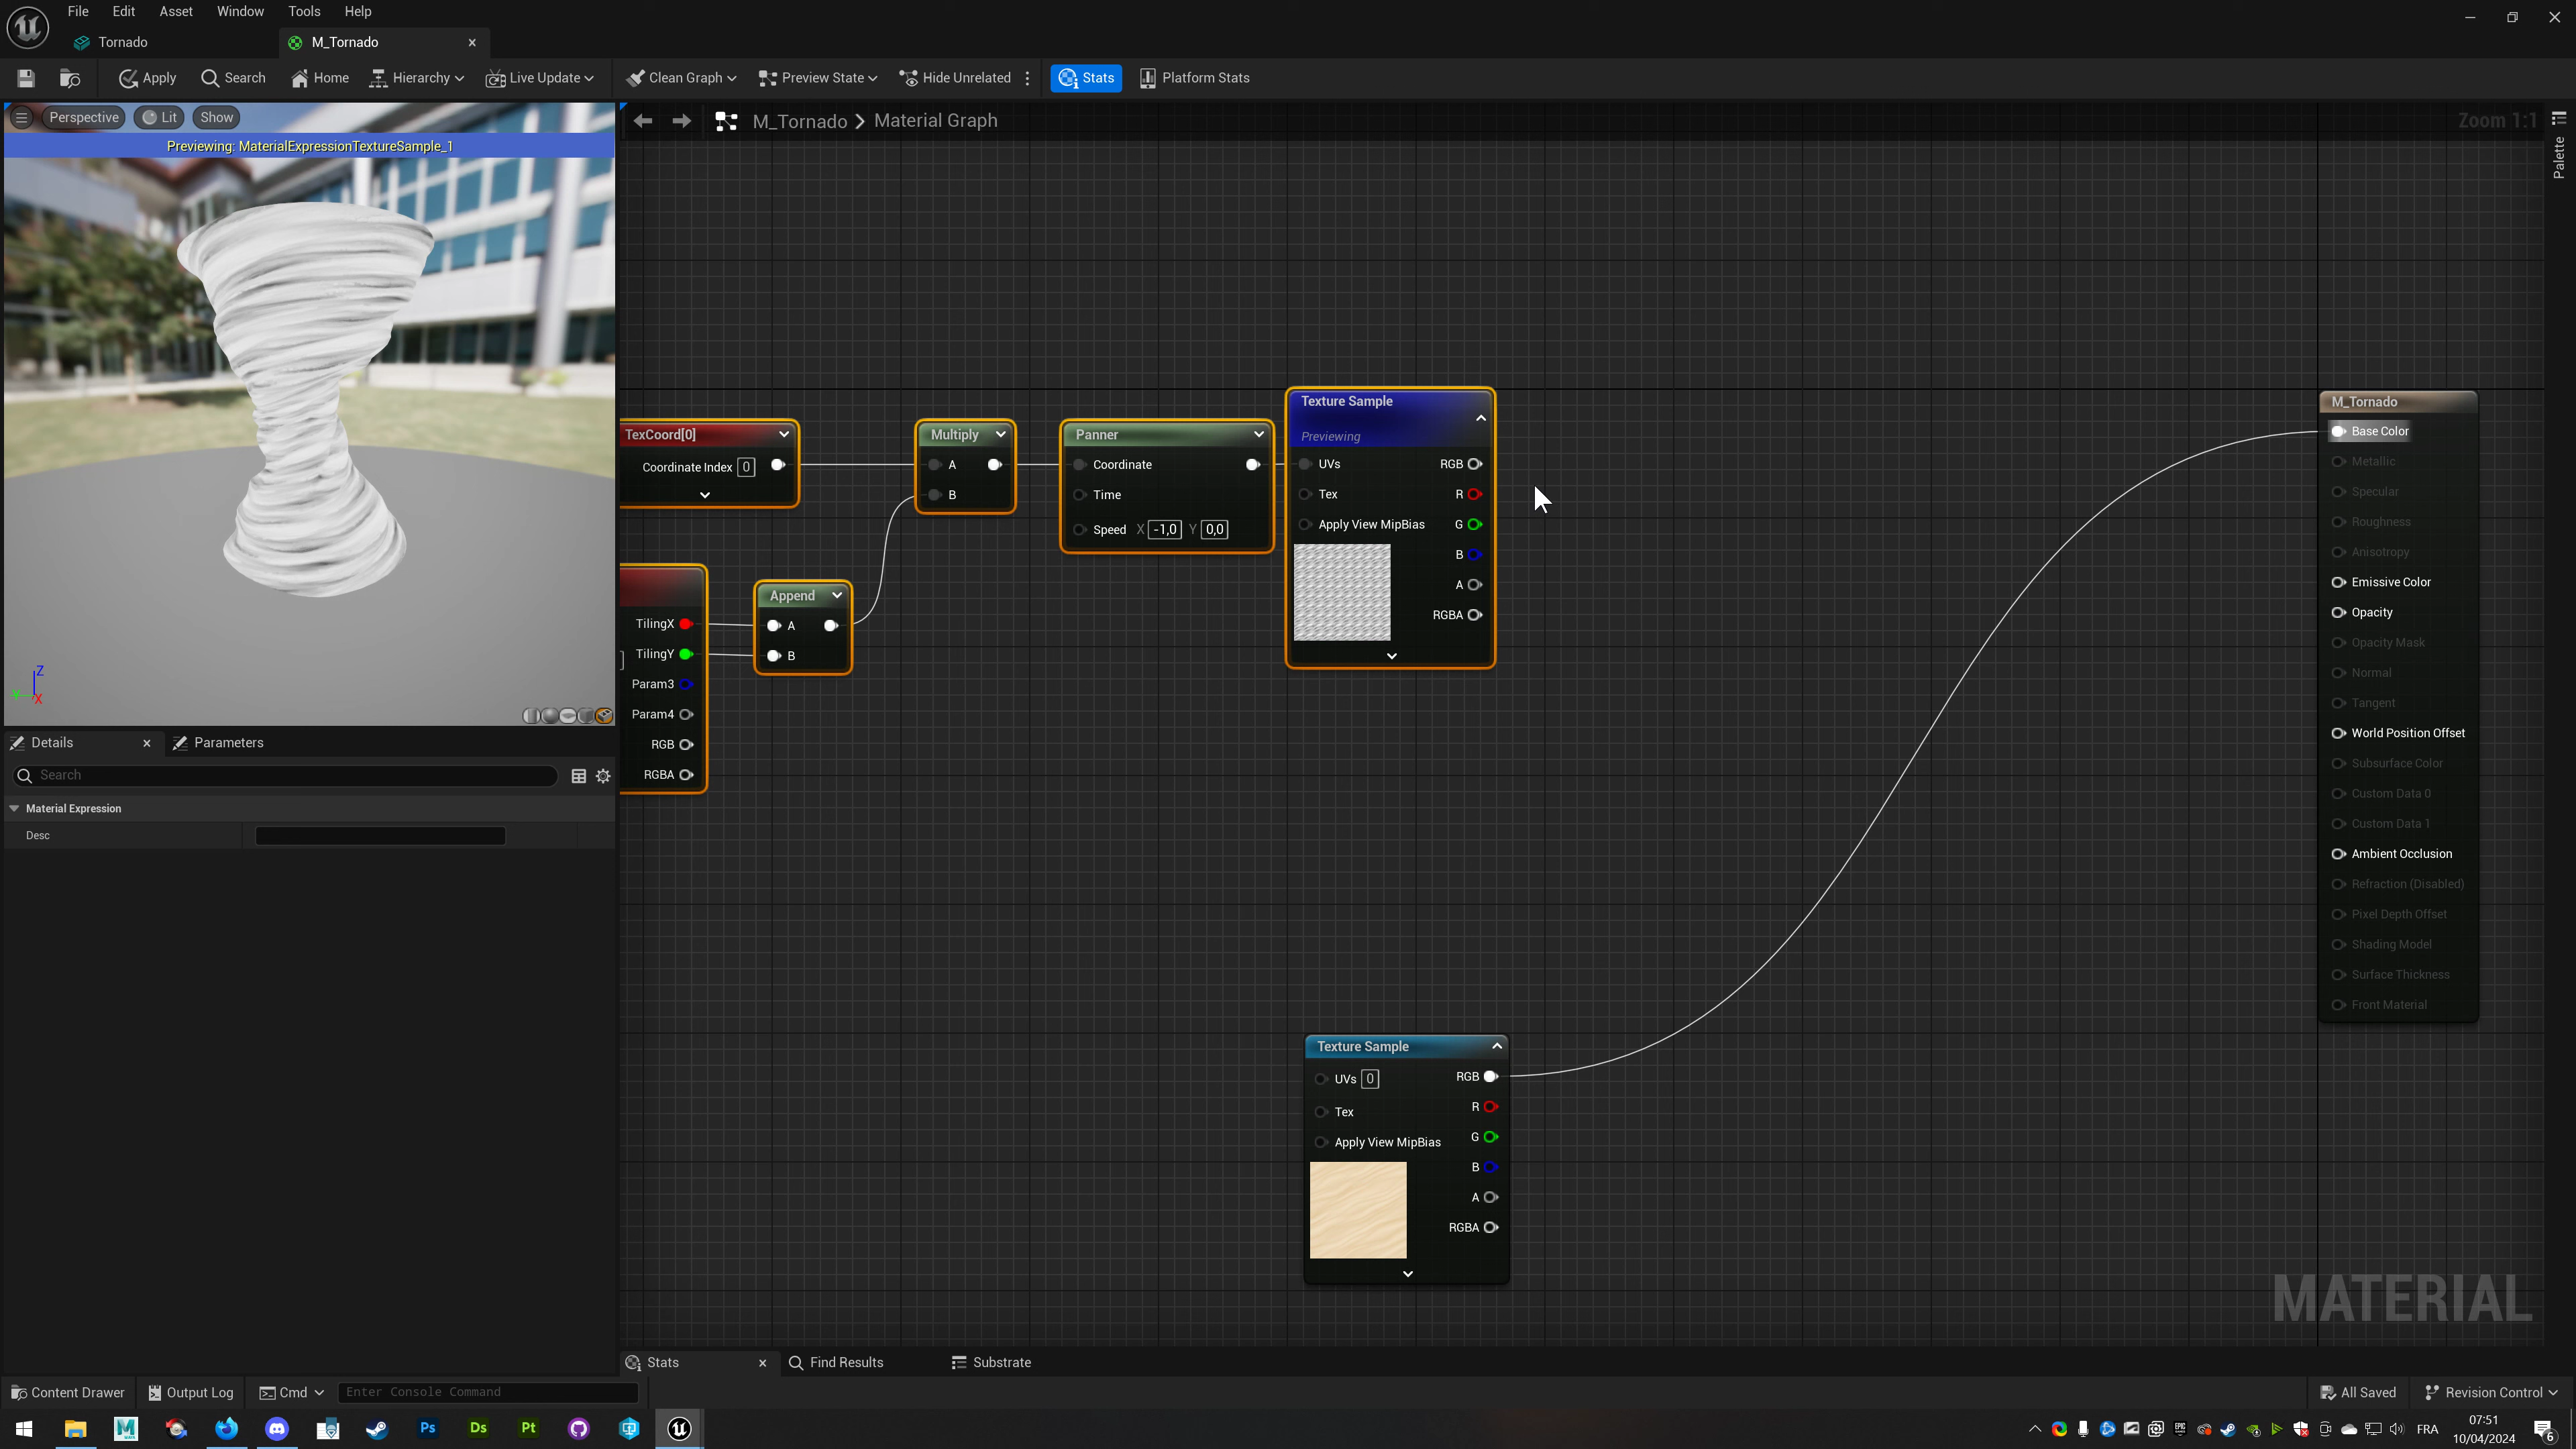 File Edit Asset Window Tools Help
Tornado
M_Tornado
Apply Search Home Hierarchy Live Update Clean Graph Preview State Hide Unrelated Stats Platform Stats
Perspective Lit Show
Previewing: MaterialExpressionTextureSample_1
M_Tornado > Material Graph
Zoom 1:1
Palette
TexCoord[0]
Coordinate Index 0
Multiply
A
B
Panner
Coordinate
Time
Speed X -1,0 Y 0,0
Texture Sample
Previewing
UVs RGB
Tex R
Apply View MipBias G
B
A
RGBA
TilingX
TilingY
Param3
Param4
RGB
RGBA
Append
A
B
M_Tornado
Base Color
Metallic
Specular
Roughness
Anisotropy
Emissive Color
Opacity
Opacity Mask
Normal
Tangent
World Position Offset
Subsurface Color
Custom Data 0
Custom Data 1
Ambient Occlusion
Refraction (Disabled)
Pixel Depth Offset
Shading Model
Surface Thickness
Front Material
Z
Y
X
Details
Parameters
Search
Material Expression
Desc
Texture Sample
UVs 0 RGB
Tex R
Apply View MipBias G
B
A
RGBA
MATERIAL
Stats
Find Results
Substrate
Content Drawer Output Log Cmd Enter Console Command
All Saved Revision Control
M
Ps Ds Pt
FRA
07:51
10/04/2024
6